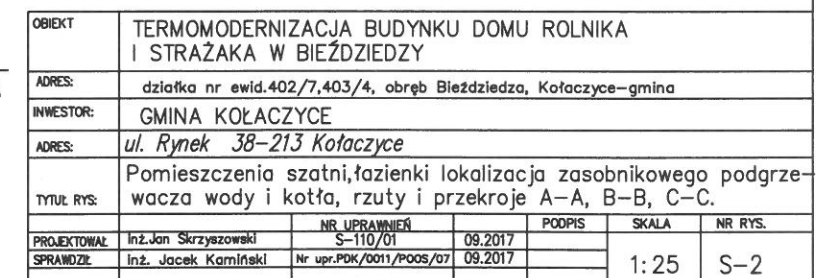 OBIEKT
TERMOMODERNIZACJA BUDYNKU DOMU ROLNIKA
I STRAŻAKA W BIEŹDZIEDZY
ADRES:
działka nr ewid.402/7,403/4, obręb Bieździedza, Kołaczyce-gmina
INWESTOR:
GMINA KOŁACZYCE
ADRES:
ul. Rynek 38-213 Kołaczyce
TYTUŁ RYS:
Pomieszczenia szatni,łazienki lokalizacja zasobnikowego podgrze-
wacza wody i kotła, rzuty i przekroje A-A, B-B, C-C.
NR UPRAWNIEŃ PODPIS SKALA NR RYS.
PROJEKTOWAŁ inż.Jan Skrzyszowski S-110/01 09.2017
SPRAWDZIŁ inż. Jacek Kamiński Nr upr.PDK/0011/POOS/07 09.2017
1:25 S-2